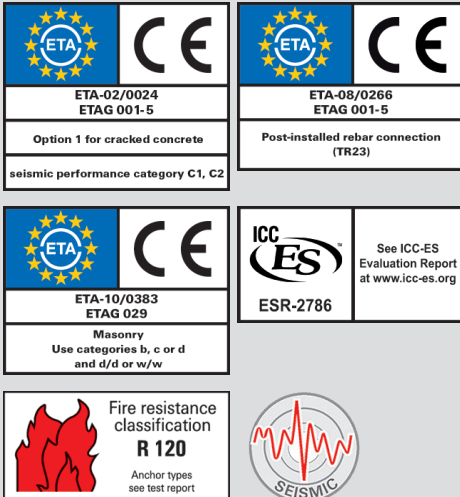 ETA
CE
ETA-02/0024
ETAG 001-5
Option 1 for cracked concrete
seismic performance category C1, C2
ETA
CE
ETA-08/0266
ETAG 001-5
Post-installed rebar connection
(TR23)
ETA
CE
ETA-10/0383
ETAG 029
Masonry
Use categories b, c or d
and d/d or w/w
ICC
ES™
ESR-2786
See ICC-ES
Evaluation Report
at www.icc-es.org
Fire resistance
classification
R 120
Anchor types
see test report
SEISMIC